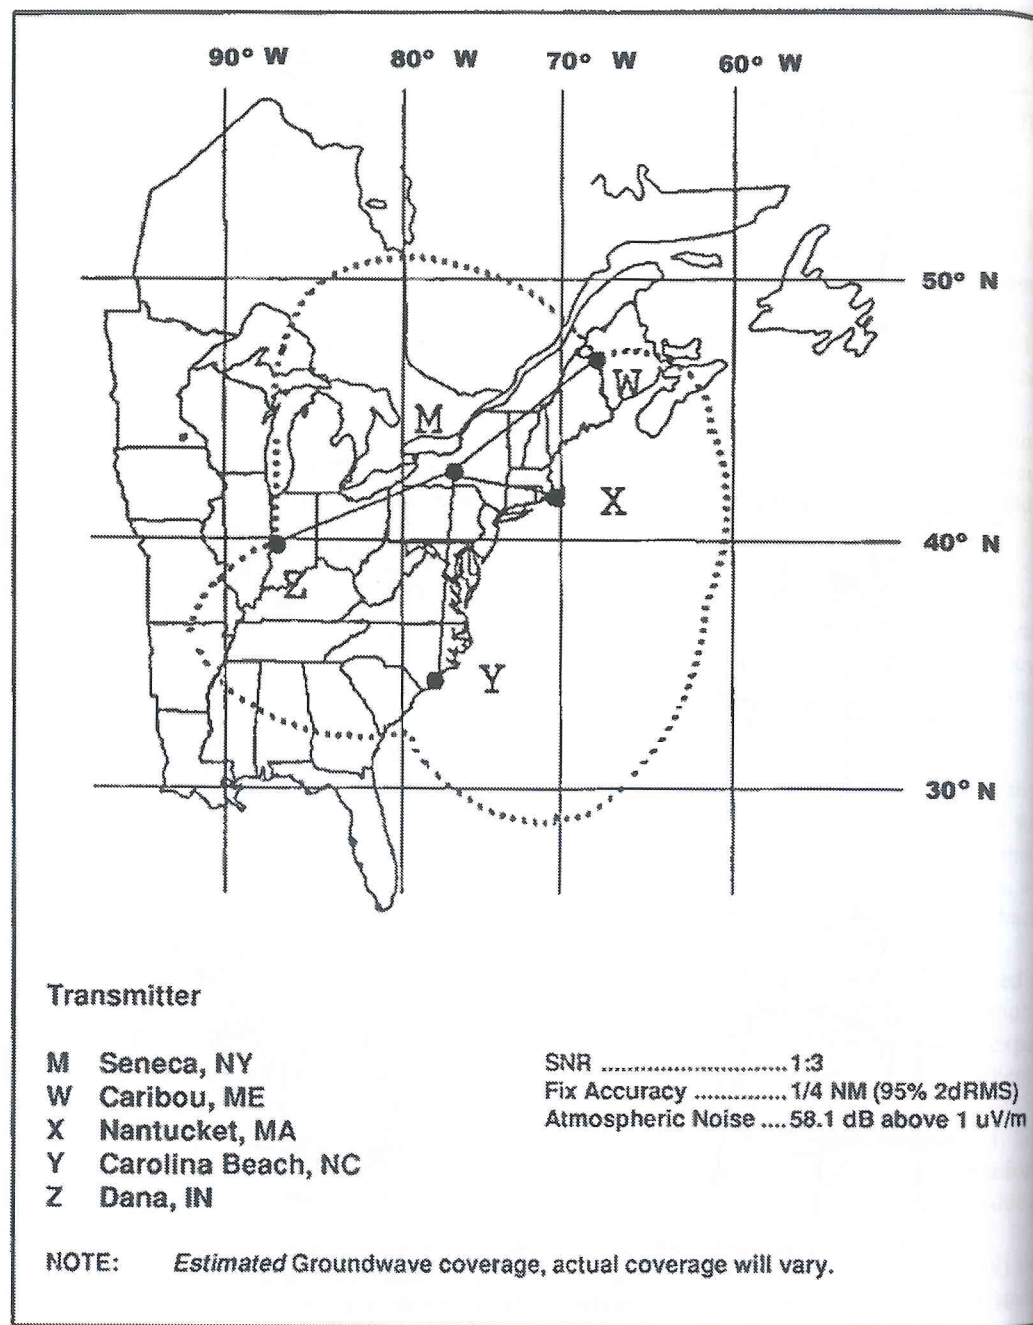 90° W 80° W 70° W 60° W
50° N
W
M
X
40° N
Z
Y
30° N
Transmitter
M Seneca, NY
W Caribou, ME
X Nantucket, MA
Y Carolina Beach, NC
Z Dana, IN
SNR ............................ 1:3
Fix Accuracy .............. 1/4 NM (95% 2dRMS)
Atmospheric Noise .... 58.1 dB above 1 uV/m
NOTE: Estimated Groundwave coverage, actual coverage will vary.